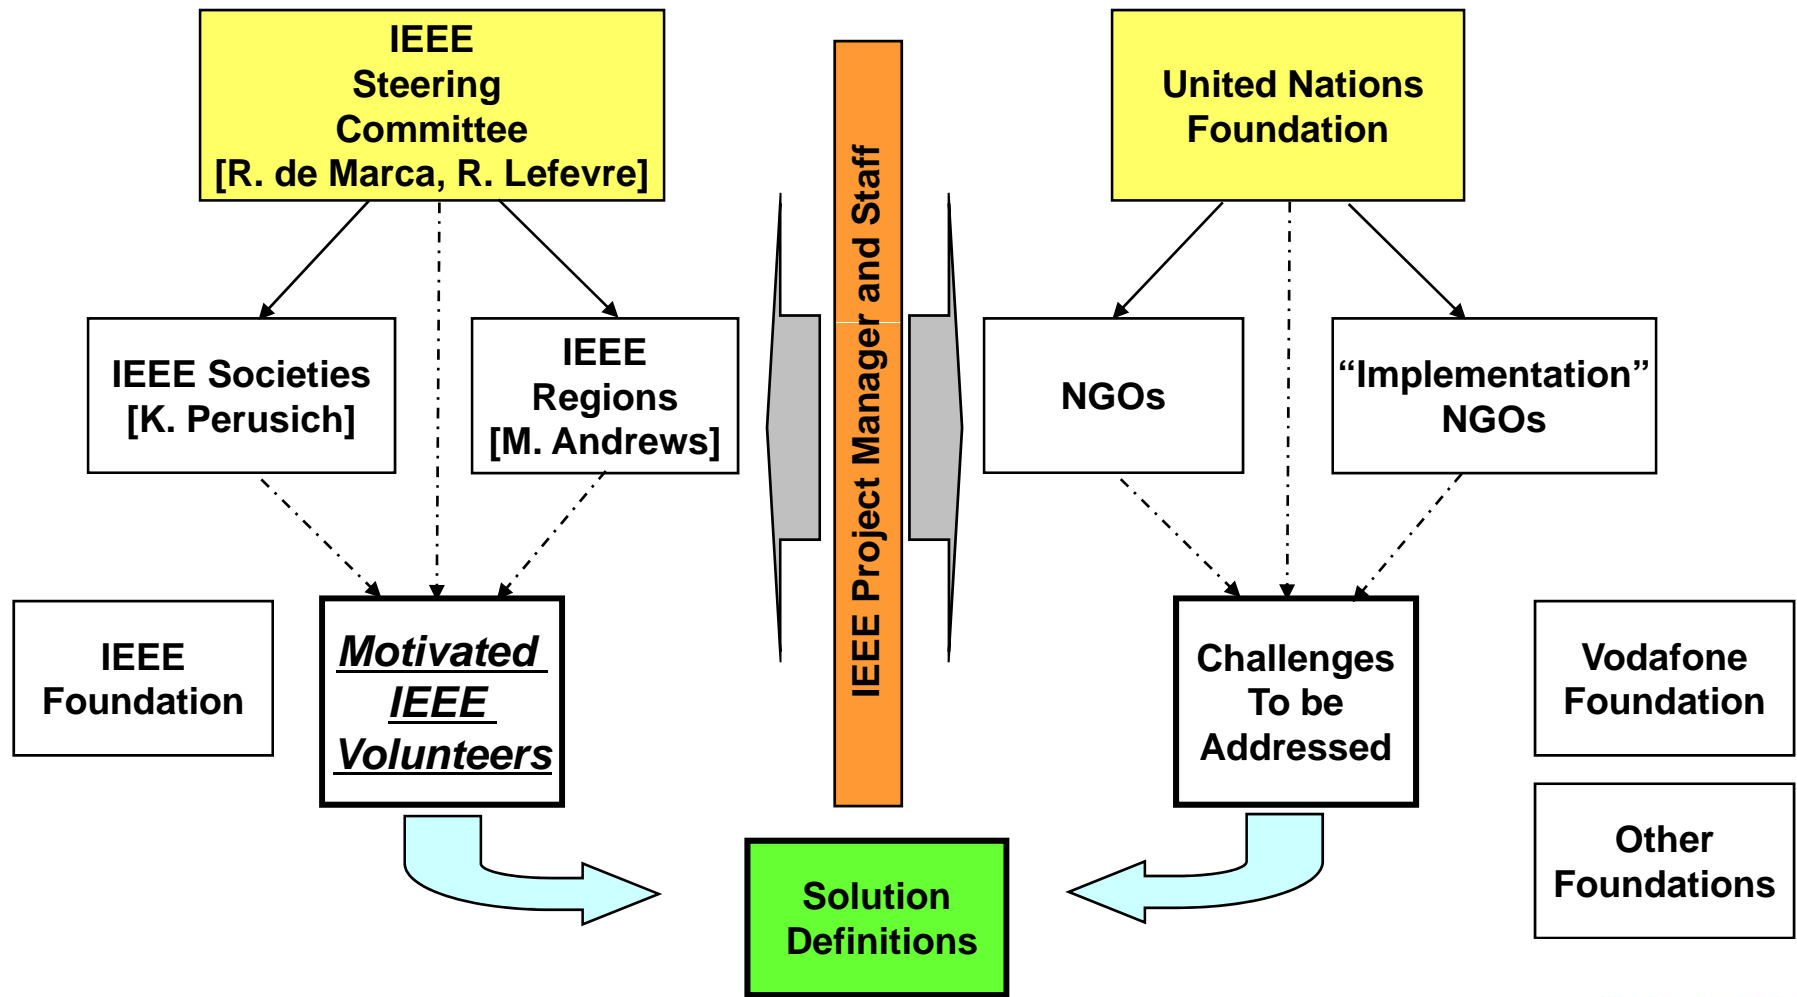 IEEE
Steering
Committee
[R. de Marca, R. Lefevre]
United Nations
Foundation
IEEE Project Manager and Staff
IEEE Societies
[K. Perusich]
IEEE
Regions
[M. Andrews]
NGOs
“Implementation”
NGOs
IEEE
Foundation
Motivated
IEEE
Volunteers
Challenges
To be
Addressed
Vodafone
Foundation
Solution
Definitions
Other
Foundations